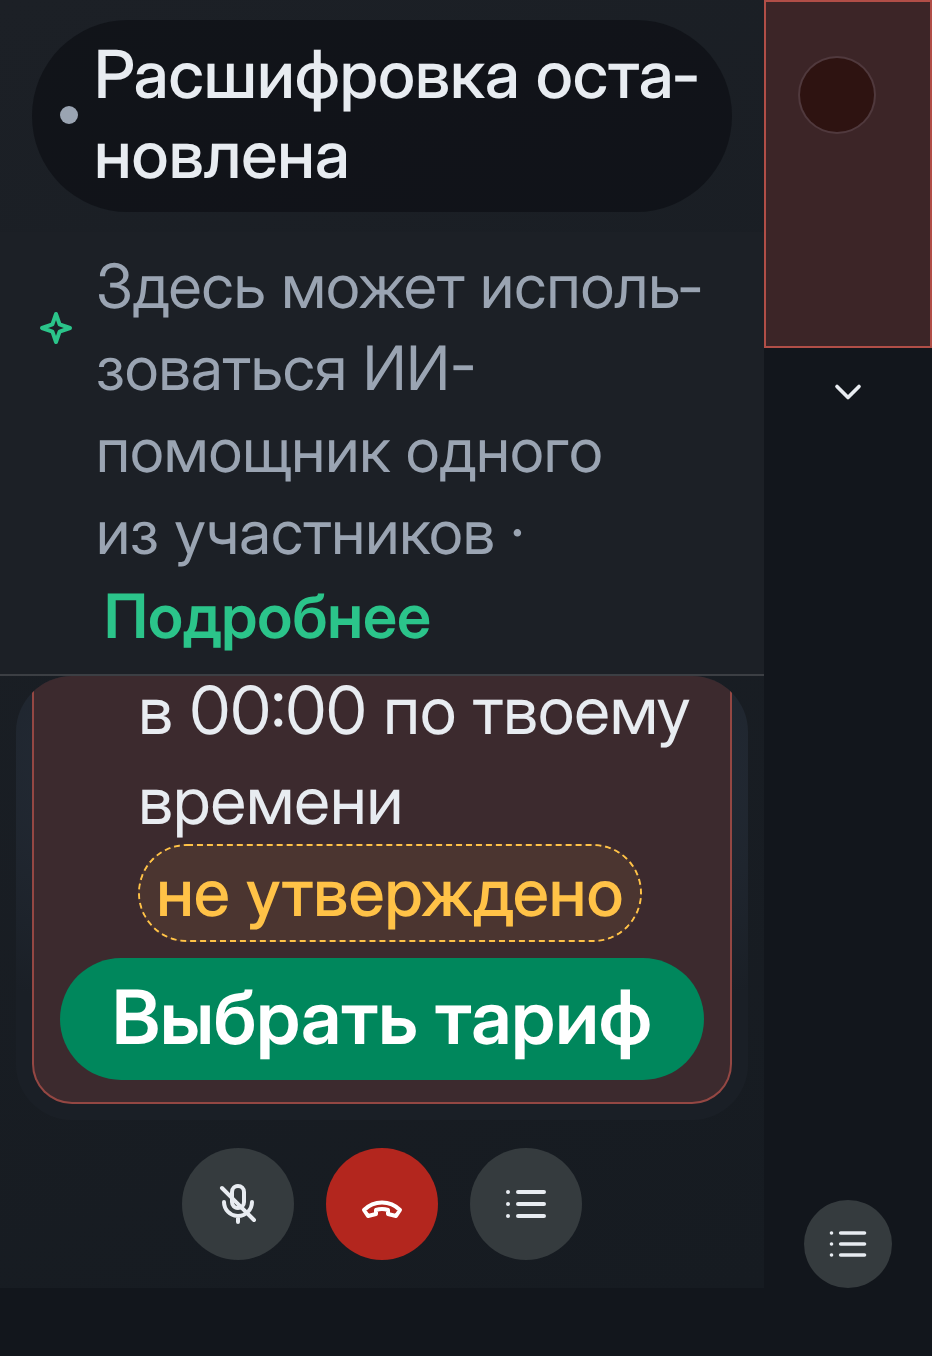 Расшифровка оста-
новлена
Здесь может исполь-
зоваться ИИ-
помощник одного
из участников ·
Подробнее
в 00:00 по твоему
времени
не утверждено
Выбрать тариф